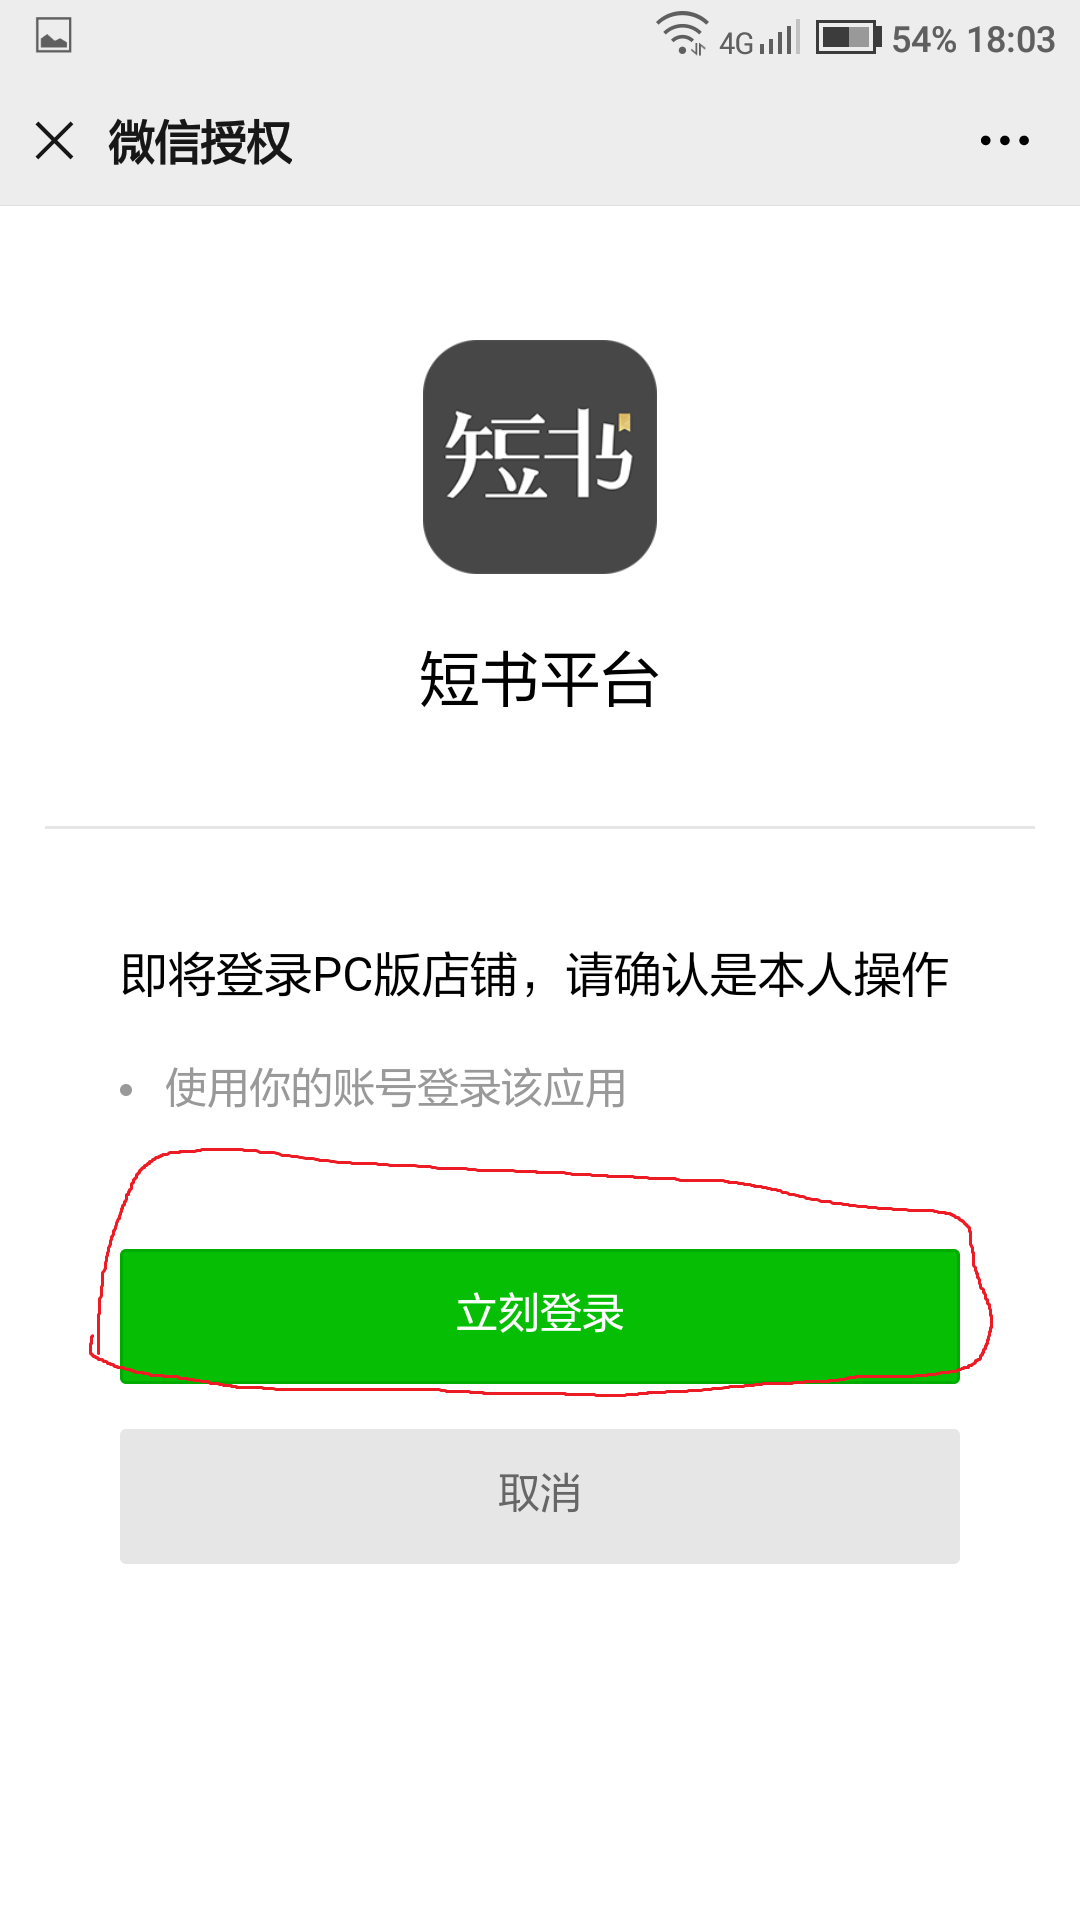 4G 54% 18:03
微信授权
短书
短书平台
即将登录PC版店铺，请确认是本人操作
使用你的账号登录该应用
立刻登录
取消